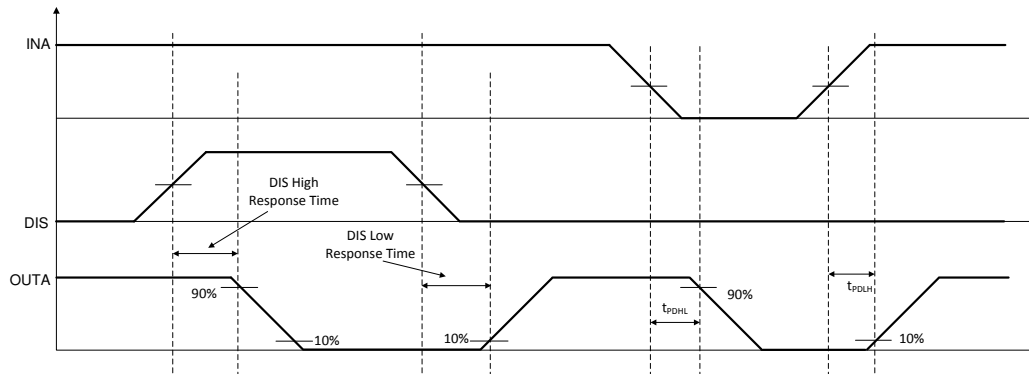 INA
DIS High
Response Time
DIS
DIS Low
Response Time
OUTA
90%
10%
10%
tPDHL
90%
tPDLH
10%